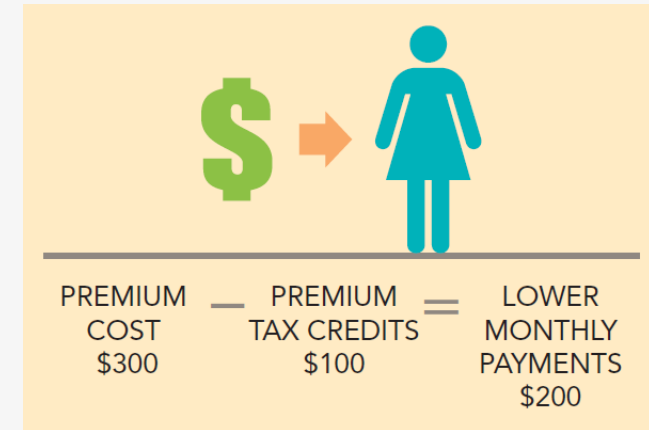 $
PREMIUM
COST
$300
—
PREMIUM
TAX CREDITS
$100
=
LOWER
MONTHLY
PAYMENTS
$200